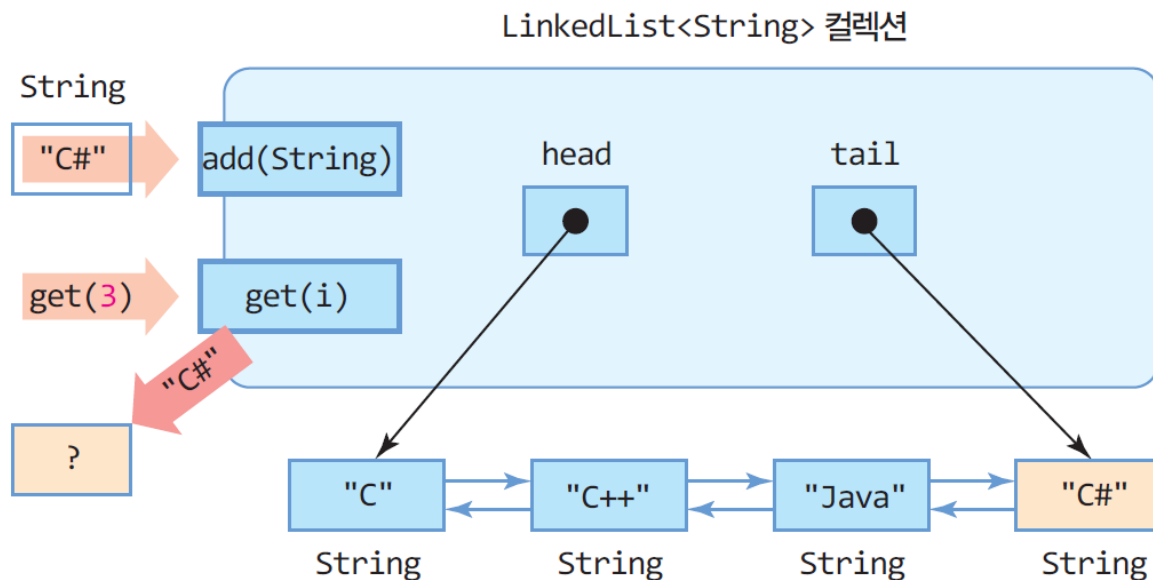 LinkedList<String> 컬렉션
String
"C#"
add(String)
head
tail
get(3)
get(i)
"C#"
?
"C"
"C++"
"Java"
"C#"
String
String
String
String